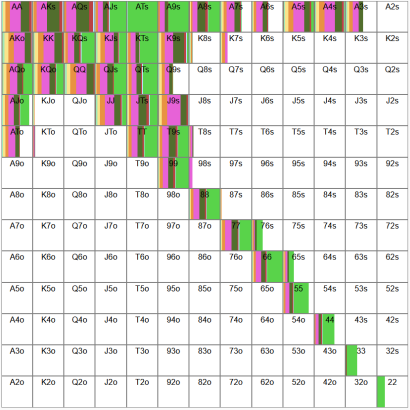 AA AKs AQs AJs ATs A9s A8s A7s A6s A5s A4s A3s A2s
AKo KK KQs KJs KTs K9s K8s K7s K6s K5s K4s K3s K2s
AQo KQo QQ QJs QTs Q9s Q8s Q7s Q6s Q5s Q4s Q3s Q2s
AJo KJo QJo JJ JTs J9s J8s J7s J6s J5s J4s J3s J2s
ATo KTo QTo JTo TT T9s T8s T7s T6s T5s T4s T3s T2s
A9o K9o Q9o J9o T9o 99 98s 97s 96s 95s 94s 93s 92s
A8o K8o Q8o J8o T8o 98o 88 87s 86s 85s 84s 83s 82s
A7o K7o Q7o J7o T7o 97o 87o 77 76s 75s 74s 73s 72s
A6o K6o Q6o J6o T6o 96o 86o 76o 66 65s 64s 63s 62s
A5o K5o Q5o J5o T5o 95o 85o 75o 65o 55 54s 53s 52s
A4o K4o Q4o J4o T4o 94o 84o 74o 64o 54o 44 43s 42s
A3o K3o Q3o J3o T3o 93o 83o 73o 63o 53o 43o 33 32s
A2o K2o Q2o J2o T2o 92o 82o 72o 62o 52o 42o 32o 22